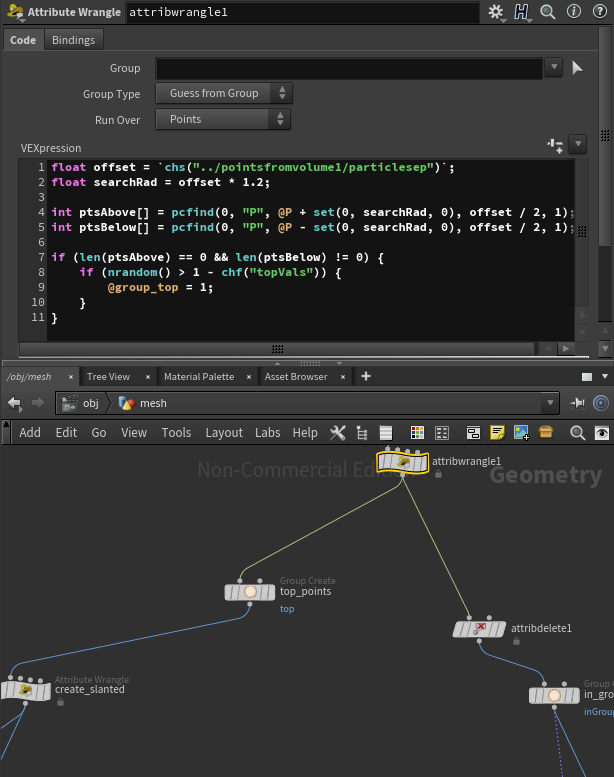 Attribute Wrangle attribwrangle1
Code Bindings
Group
Group Type Guess from Group
Run Over Points
VEXpression
1 float offset = `chs("../pointsfromvolume1/particlesep")`;
2 float searchRad = offset * 1.2;
3
4 int ptsAbove[] = pcfind(0, "P", @P + set(0, searchRad, 0), offset / 2, 1);
5 int ptsBelow[] = pcfind(0, "P", @P - set(0, searchRad, 0), offset / 2, 1);
6
7 if (len(ptsAbove) == 0 && len(ptsBelow) != 0) {
8 if (nrandom() > 1 - chf("topVals")) {
9 @group_top = 1;
10 }
11 }
/obj/mesh × Tree View × Material Palette × Asset Browser ×
obj mesh
Add Edit Go View Tools Layout Labs Help
Non-Commercial Edition
attribwrangle1
Geometry
Group Create
top_points
top
attribdelete1
Attribute Wrangle
create_slanted
Group
in_gro
inGroup